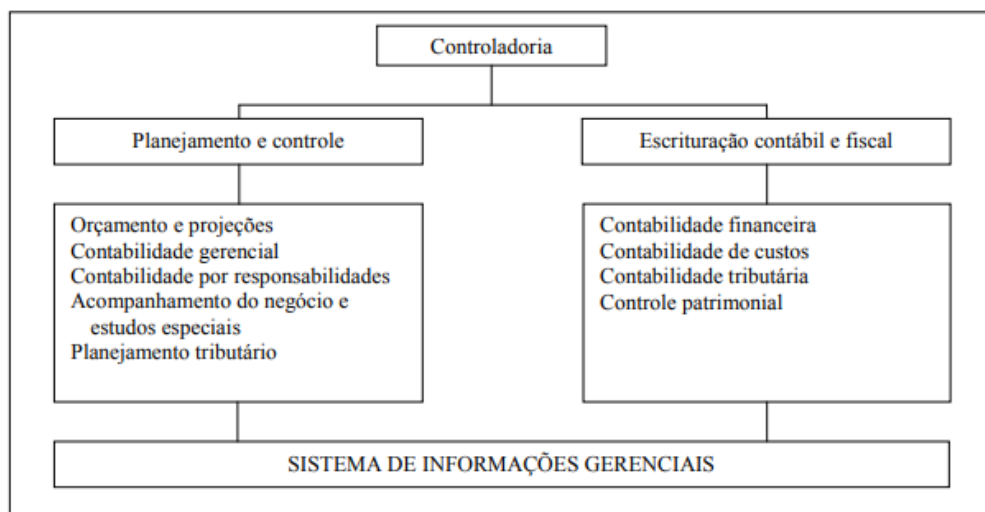 Controladoria
Planejamento e controle
Escrituração contábil e fiscal
Orçamento e projeções
Contabilidade gerencial
Contabilidade por responsabilidades
Acompanhamento do negócio e
estudos especiais
Planejamento tributário
Contabilidade financeira
Contabilidade de custos
Contabilidade tributária
Controle patrimonial
SISTEMA DE INFORMAÇÕES GERENCIAIS